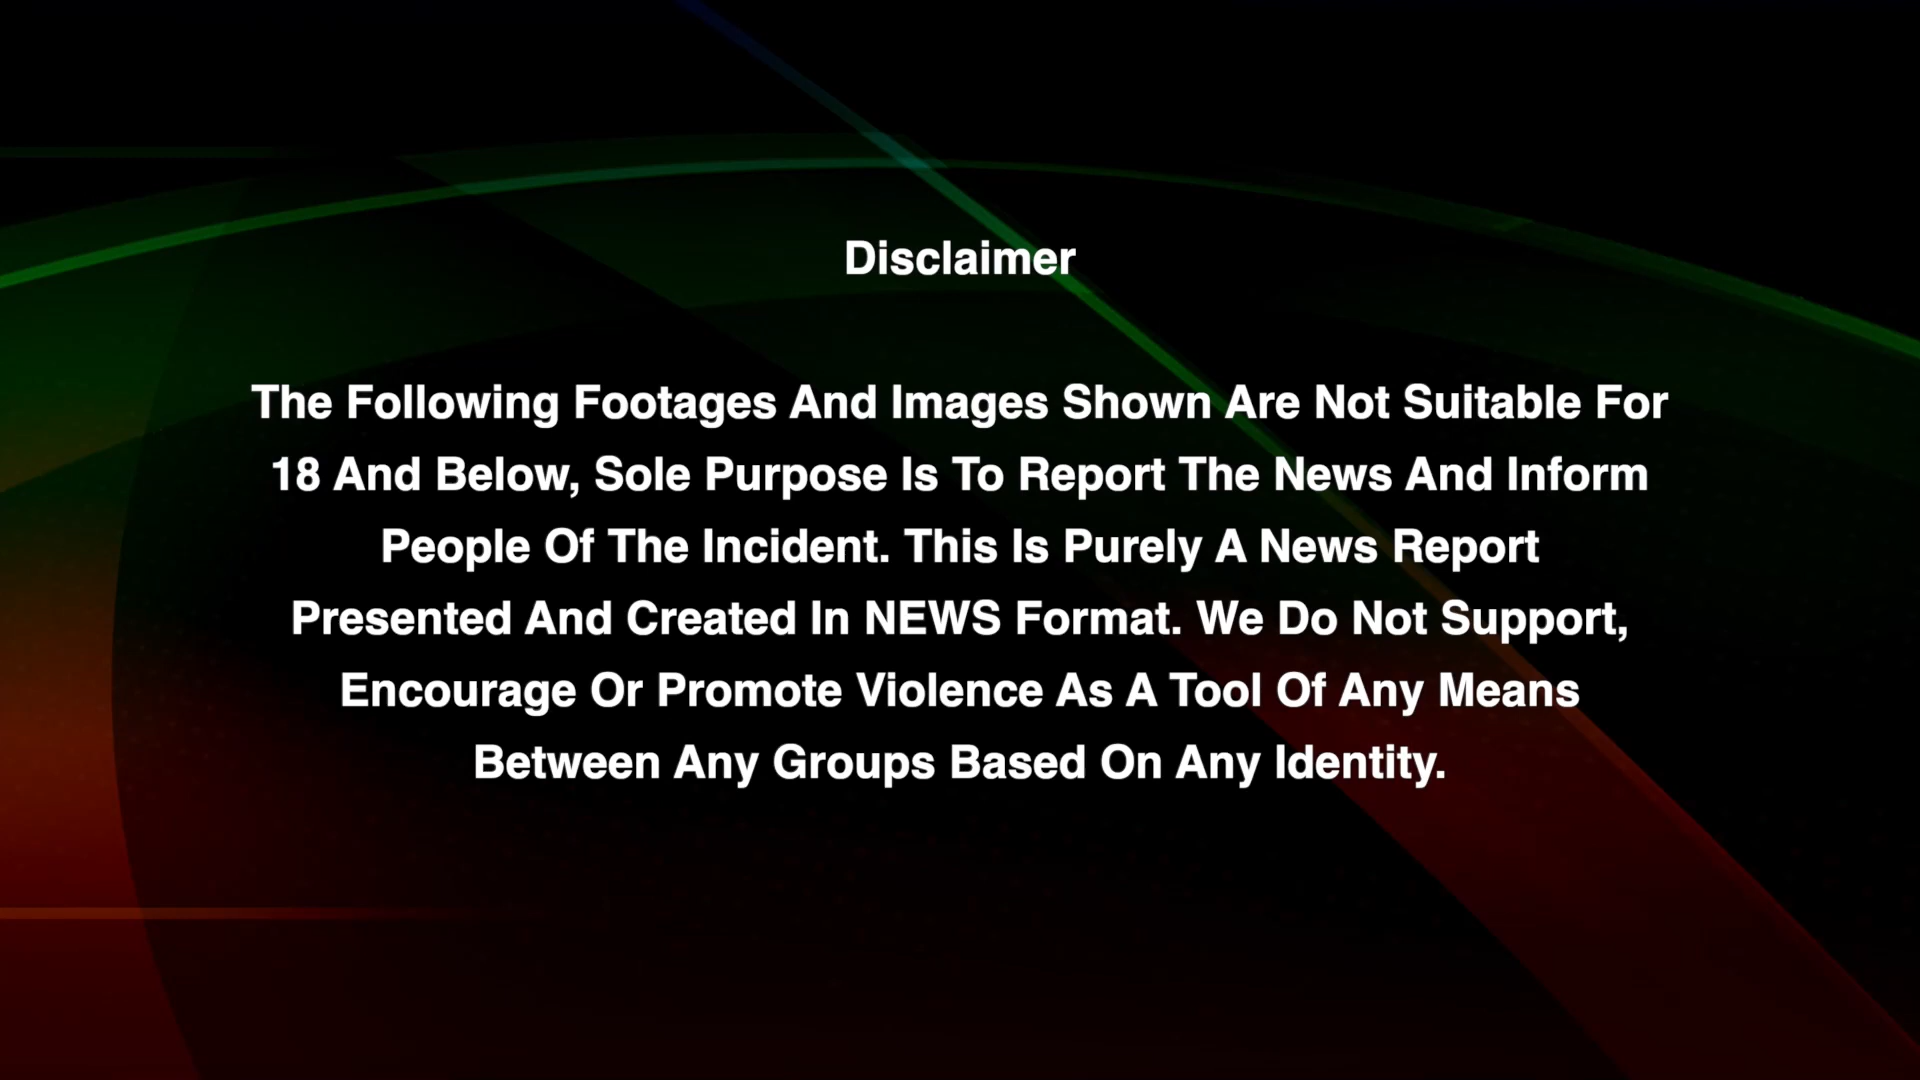 Disclaimer
The Following Footages And Images Shown Are Not Suitable For
18 And Below, Sole Purpose Is To Report The News And Inform
People Of The Incident. This Is Purely A News Report
Presented And Created In NEWS Format. We Do Not Support,
Encourage Or Promote Violence As A Tool Of Any Means
Between Any Groups Based On Any Identity.